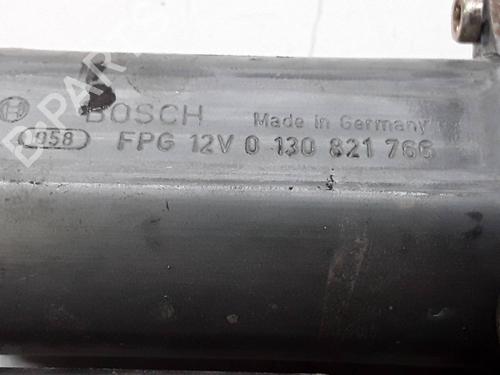 BOSCH Made in Germany
958 FPG 12V 0 130 821 766